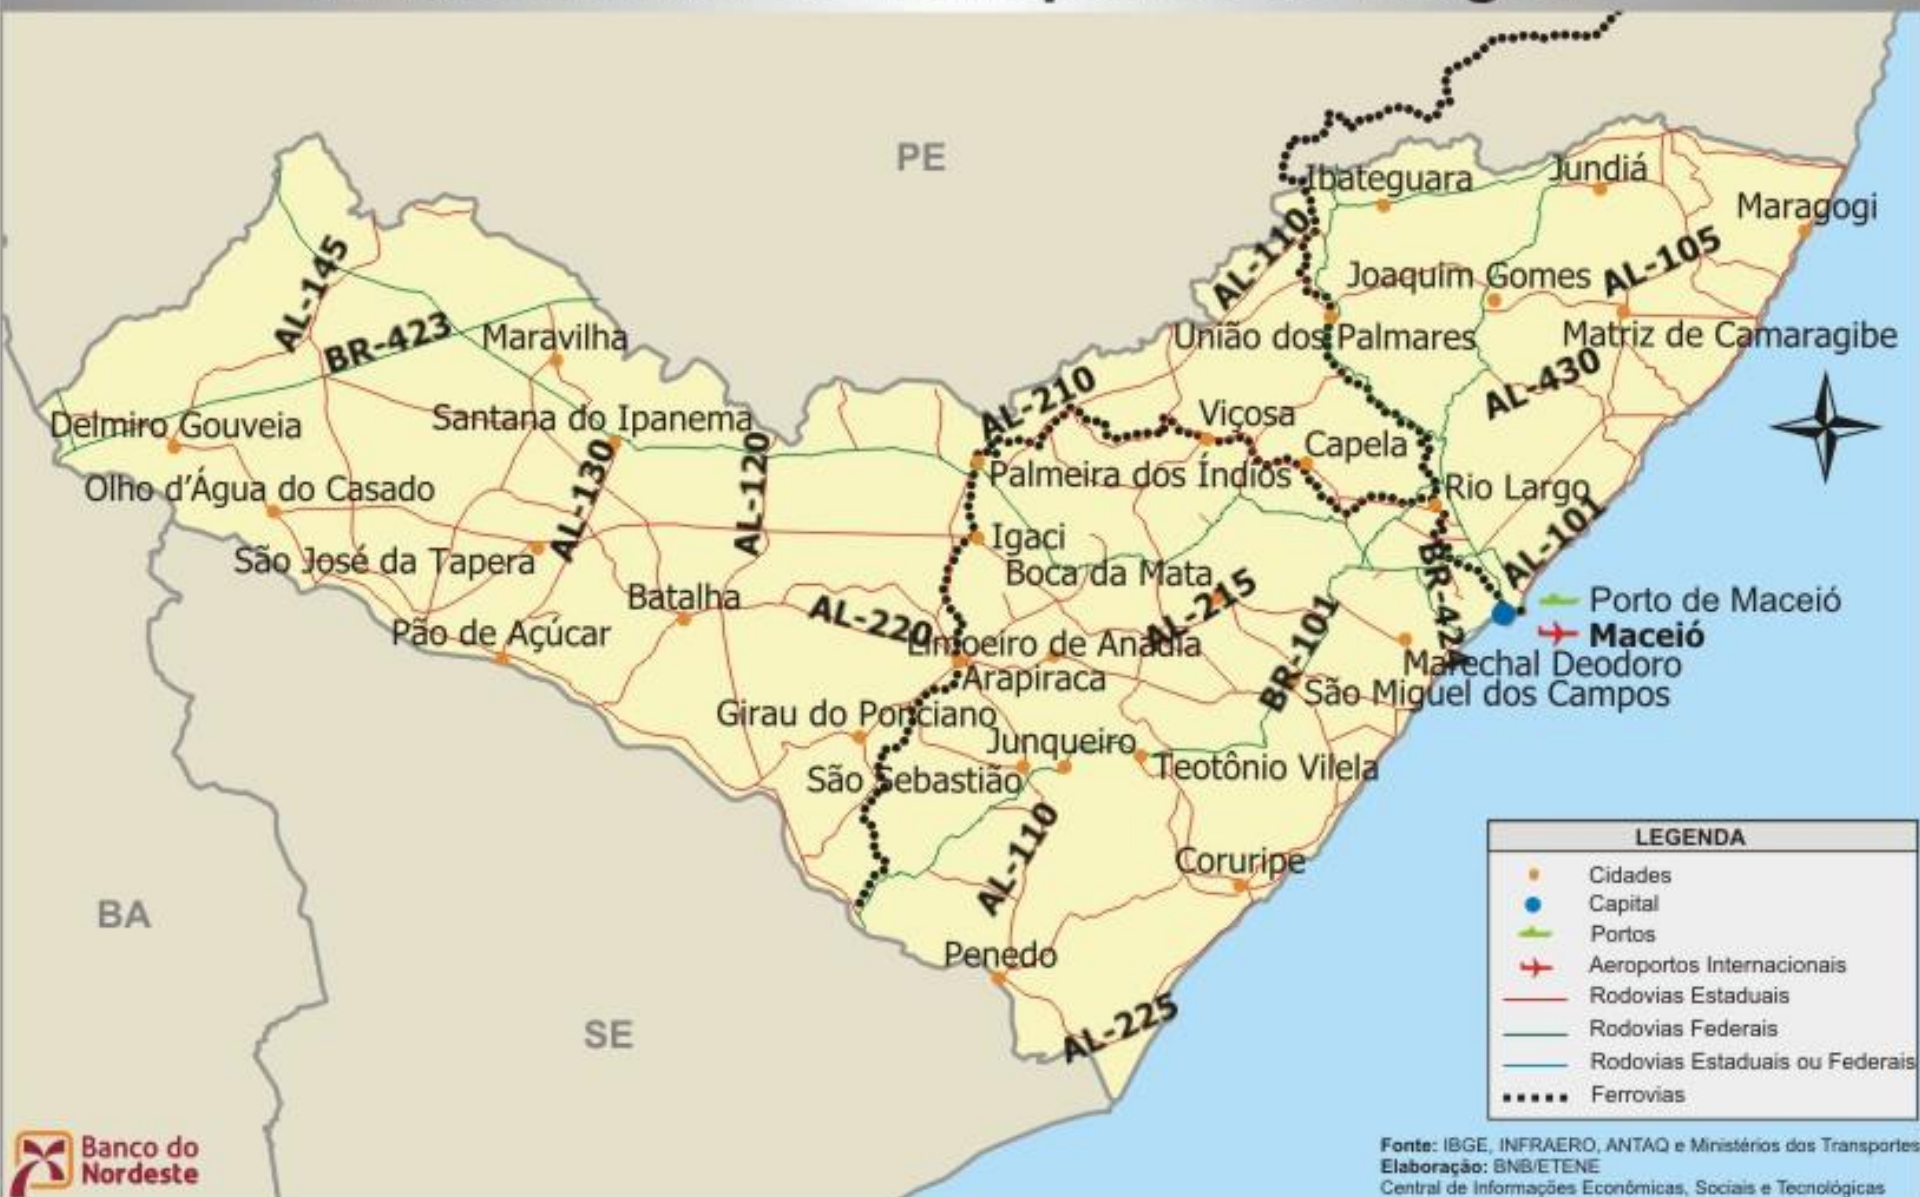 PE
Ibateguara
Jundiá
Maragogi
AL-110
AL-105
AL-145
Joaquim Gomes
BR-423
Maravilha
União dos Palmares
Matriz de Camaragibe
AL-430
AL-210
Delmiro Gouveia
Santana do Ipanema
Viçosa
Capela
AL-130
AL-120
Palmeira dos Índios
Olho d'Água do Casado
Rio Largo
AL-101
São José da Tapera
Igaci
Boca da Mata
BR-424
Batalha
AL-220
AL-215
BR-101
Porto de Maceió
Maceió
Pão de Açúcar
Limoeiro de Anadia
Marechal Deodoro
Arapiraca
São Miguel dos Campos
Girau do Ponciano
Junqueiro
São Sebastião
Teotônio Vilela
AL-110
Coruripe
BA
Penedo
SE
AL-225
LEGENDA
Cidades
Capital
Portos
Aeroportos Internacionais
Rodovias Estaduais
Rodovias Federais
Rodovias Estaduais ou Federais
Ferrovias
Banco do
Nordeste
Fonte: IBGE, INFRAERO, ANTAQ e Ministérios dos Transportes
Elaboração: BNB/ETENE
Central de Informações Econômicas, Sociais e Tecnológicas